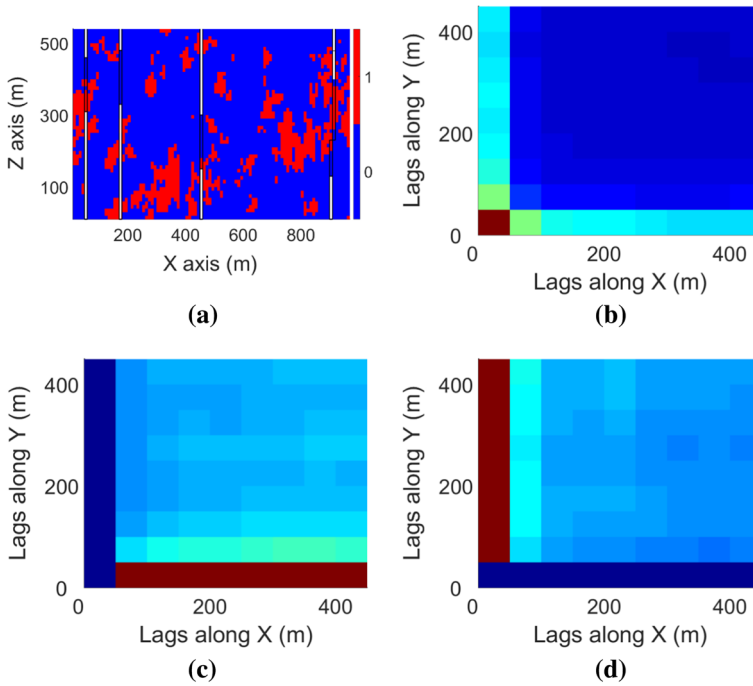 500
300
100
Z axis (m)
200 400 600 800
X axis (m)
1
0
(a)
400
200
0
Lags along Y (m)
0 200 400
Lags along X (m)
(b)
400
200
0
Lags along Y (m)
0 200 400
Lags along X (m)
(c)
400
200
0
Lags along Y (m)
0 200 400
Lags along X (m)
(d)